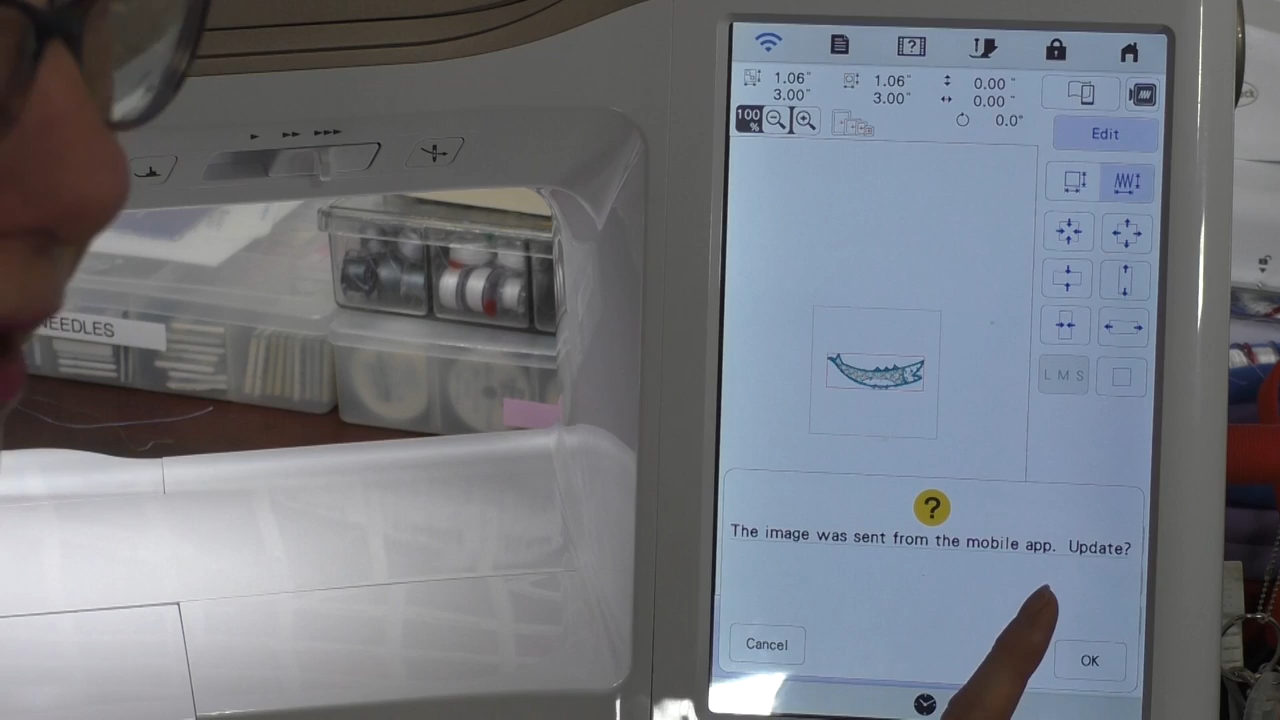 1.06" 1.06" 0.00 "
3.00" 3.00" 0.00 "
0.0°
100
%
Edit
L M S
NEEDLES
?
The image was sent from the mobile app. Update?
Cancel
OK